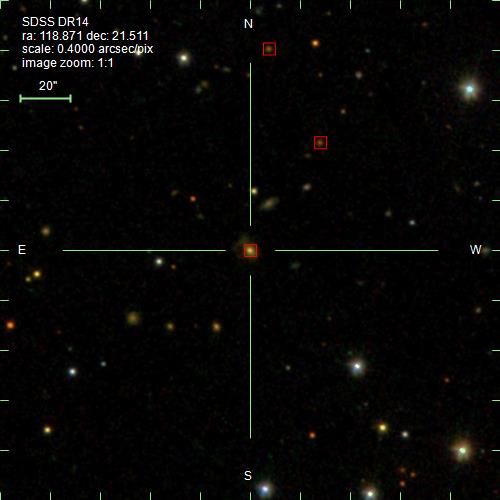 SDSS DR14
ra: 118.871 dec: 21.511
scale: 0.4000 arcsec/pix
image zoom: 1:1
20"
N
E
W
S